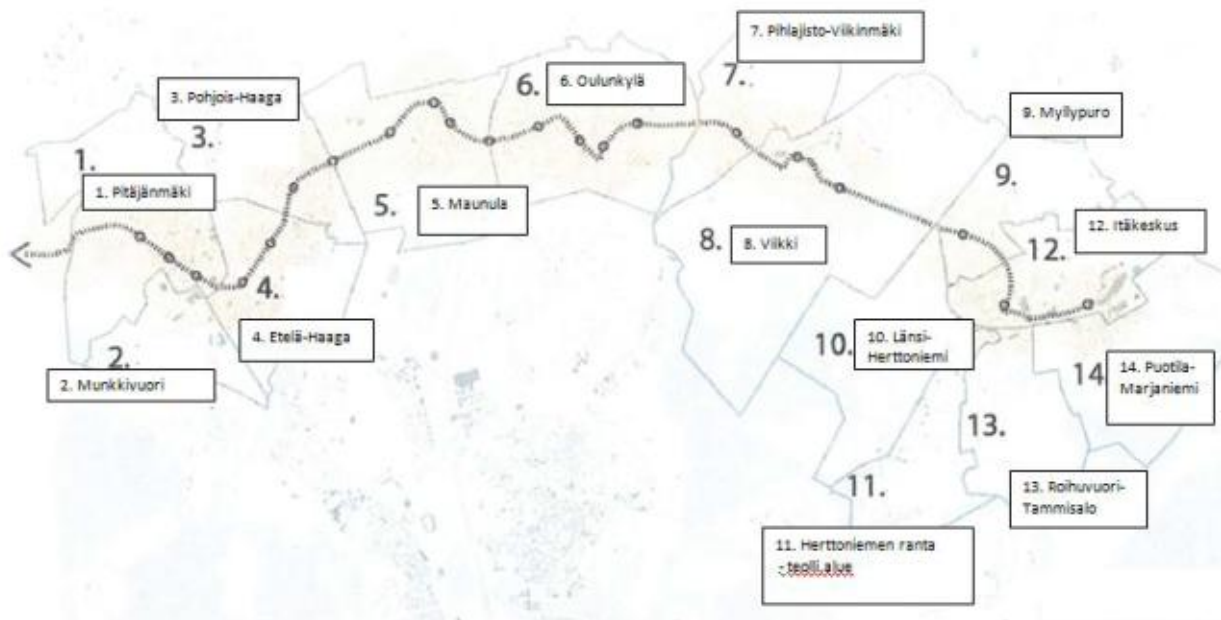 7. Pihlajisto-Viikinmäki
7.
6.
6. Oulunkylä
3. Pohjois-Haaga
3.
9. Myllypuro
9.
1.
1. Pitäjänmäki
5.
5. Maunula
8.
8. Viikki
12.
12. Itäkeskus
4.
4. Etelä-Haaga
2.
2. Munkkivuori
10.
10. Länsi-
Herttoniemi
14
14. Puotila-
Marjaniemi
13.
13. Roihuvuori-
Tammisalo
11.
11. Herttoniemen ranta
- teolli.alue